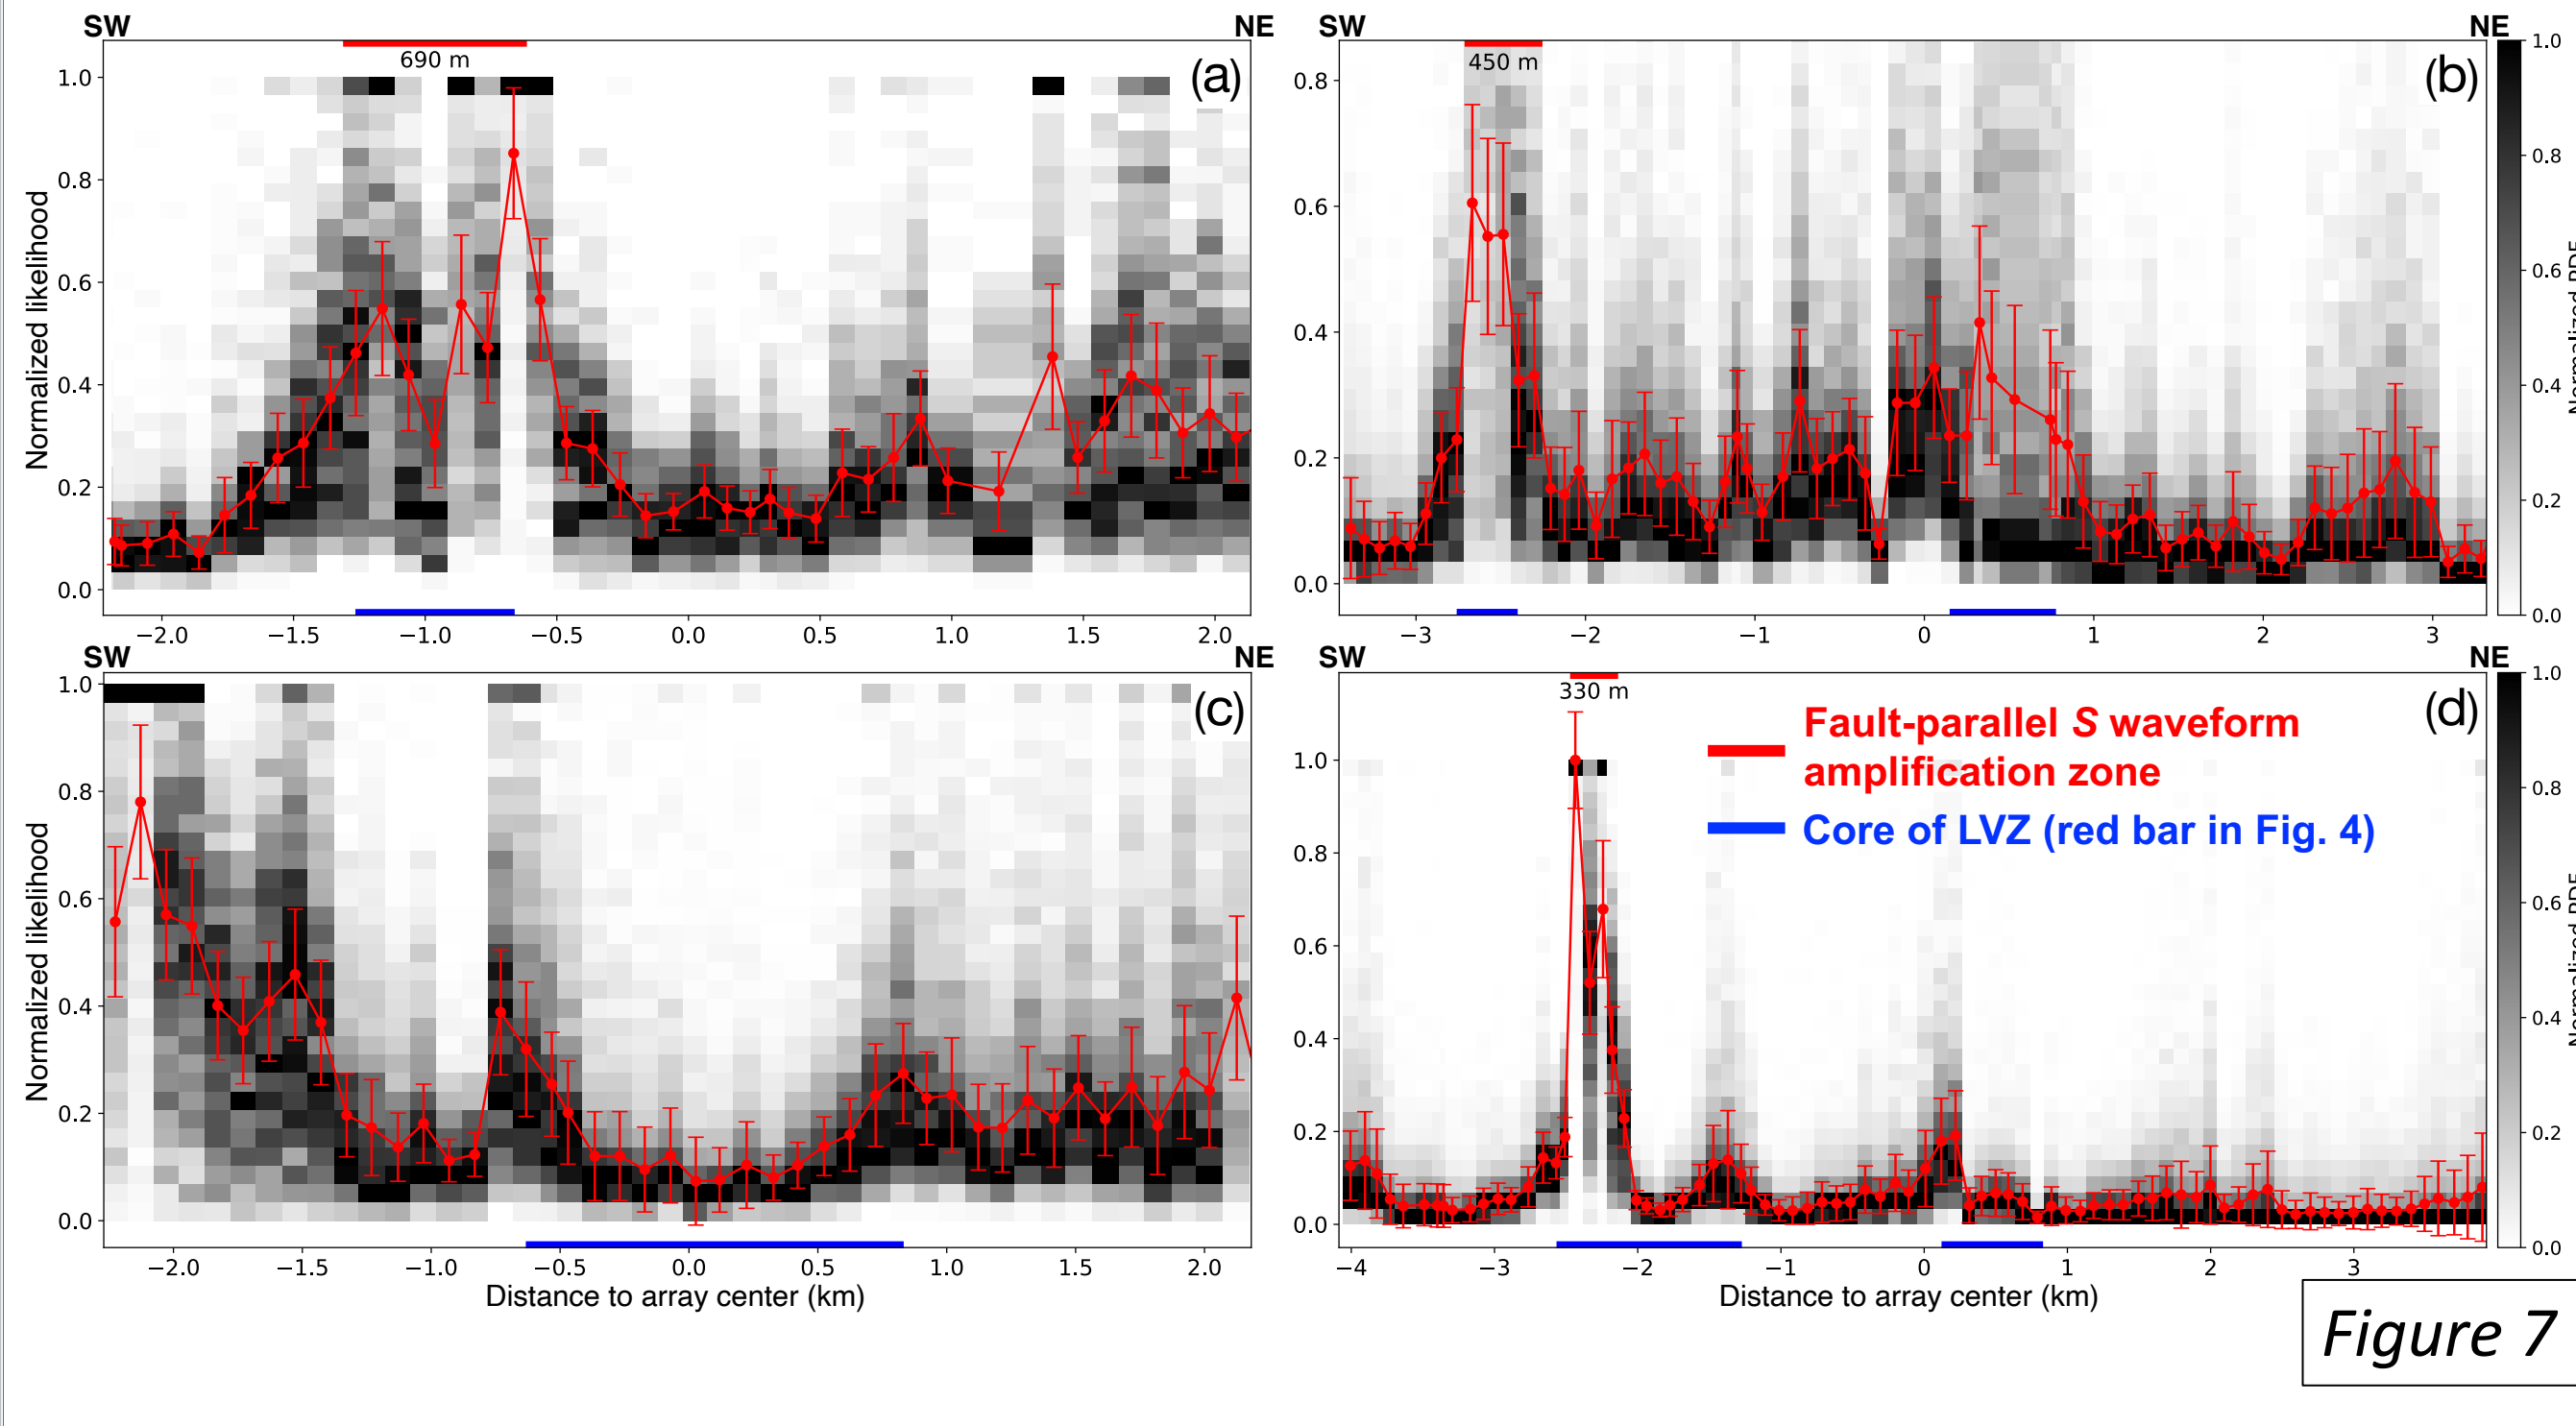 SW
NE
690 m
(a)
Normalized likelihood
1.0
0.8
0.6
0.4
0.2
0.0
−2.0 −1.5 −1.0 −0.5 0.0 0.5 1.0 1.5 2.0
SW
NE
450 m
(b)
0.8
0.6
0.4
0.2
0.0
−3 −2 −1 0 1 2 3
1.0
0.8
0.6
0.4
0.2
0.0
Normalized PDF
SW
NE
(c)
Normalized likelihood
1.0
0.8
0.6
0.4
0.2
0.0
−2.0 −1.5 −1.0 −0.5 0.0 0.5 1.0 1.5 2.0
Distance to array center (km)
SW
NE
330 m
(d)
Fault-parallel S waveform
amplification zone
Core of LVZ (red bar in Fig. 4)
1.0
0.8
0.6
0.4
0.2
0.0
−4 −3 −2 −1 0 1 2 3
Distance to array center (km)
1.0
0.8
0.6
0.4
0.2
0.0
Normalized PDF
Figure 7